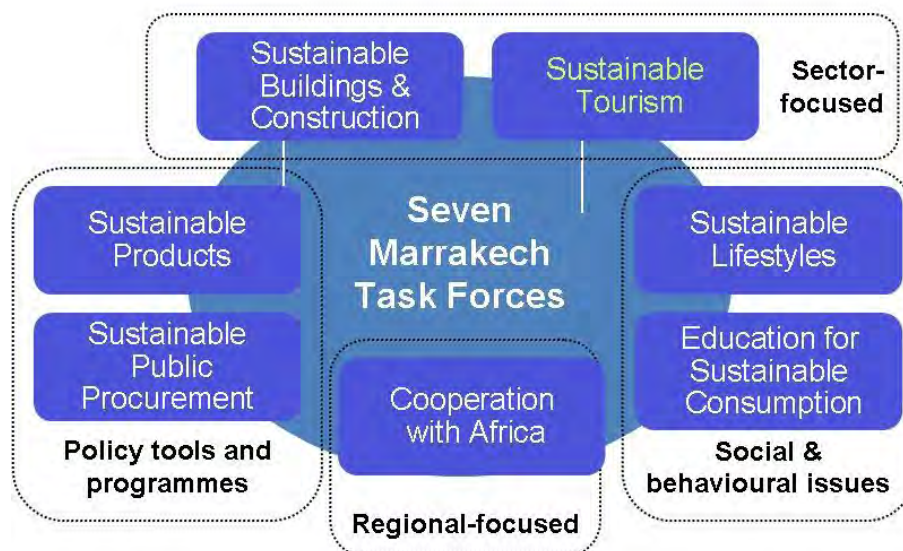 Sustainable
Buildings &
Construction
Sustainable
Tourism
Sector-
focused
Sustainable
Products
Seven
Marrakech
Task Forces
Sustainable
Lifestyles
Sustainable
Public
Procurement
Cooperation
with Africa
Education for
Sustainable
Consumption
Policy tools and
programmes
Regional-focused
Social &
behavioural issues